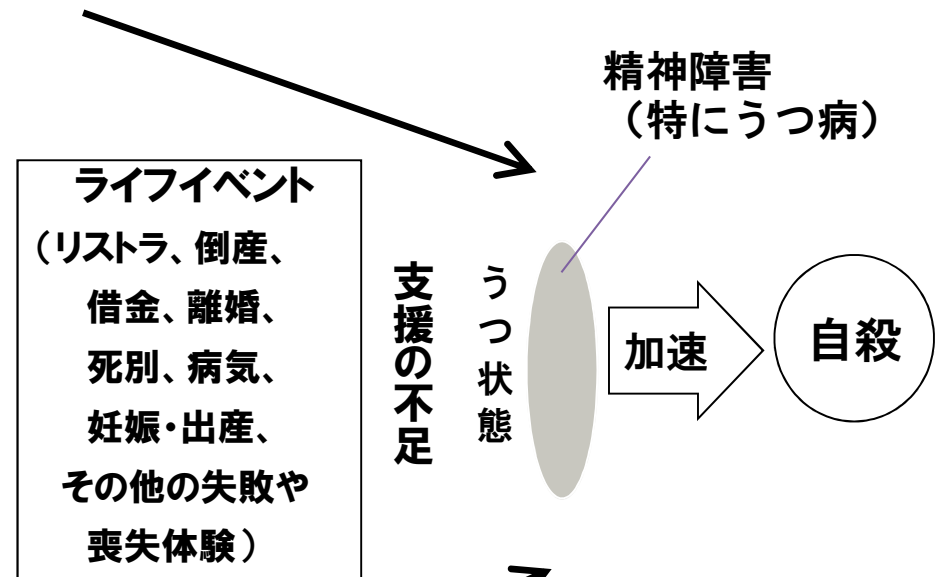 精神障害
（特にうつ病）
ライフイベント
（リストラ、倒産、
借金、離婚、
死別、病気、
妊娠・出産、
その他の失敗や
喪失体験）
支援の不足
うつ状態
加速
自殺